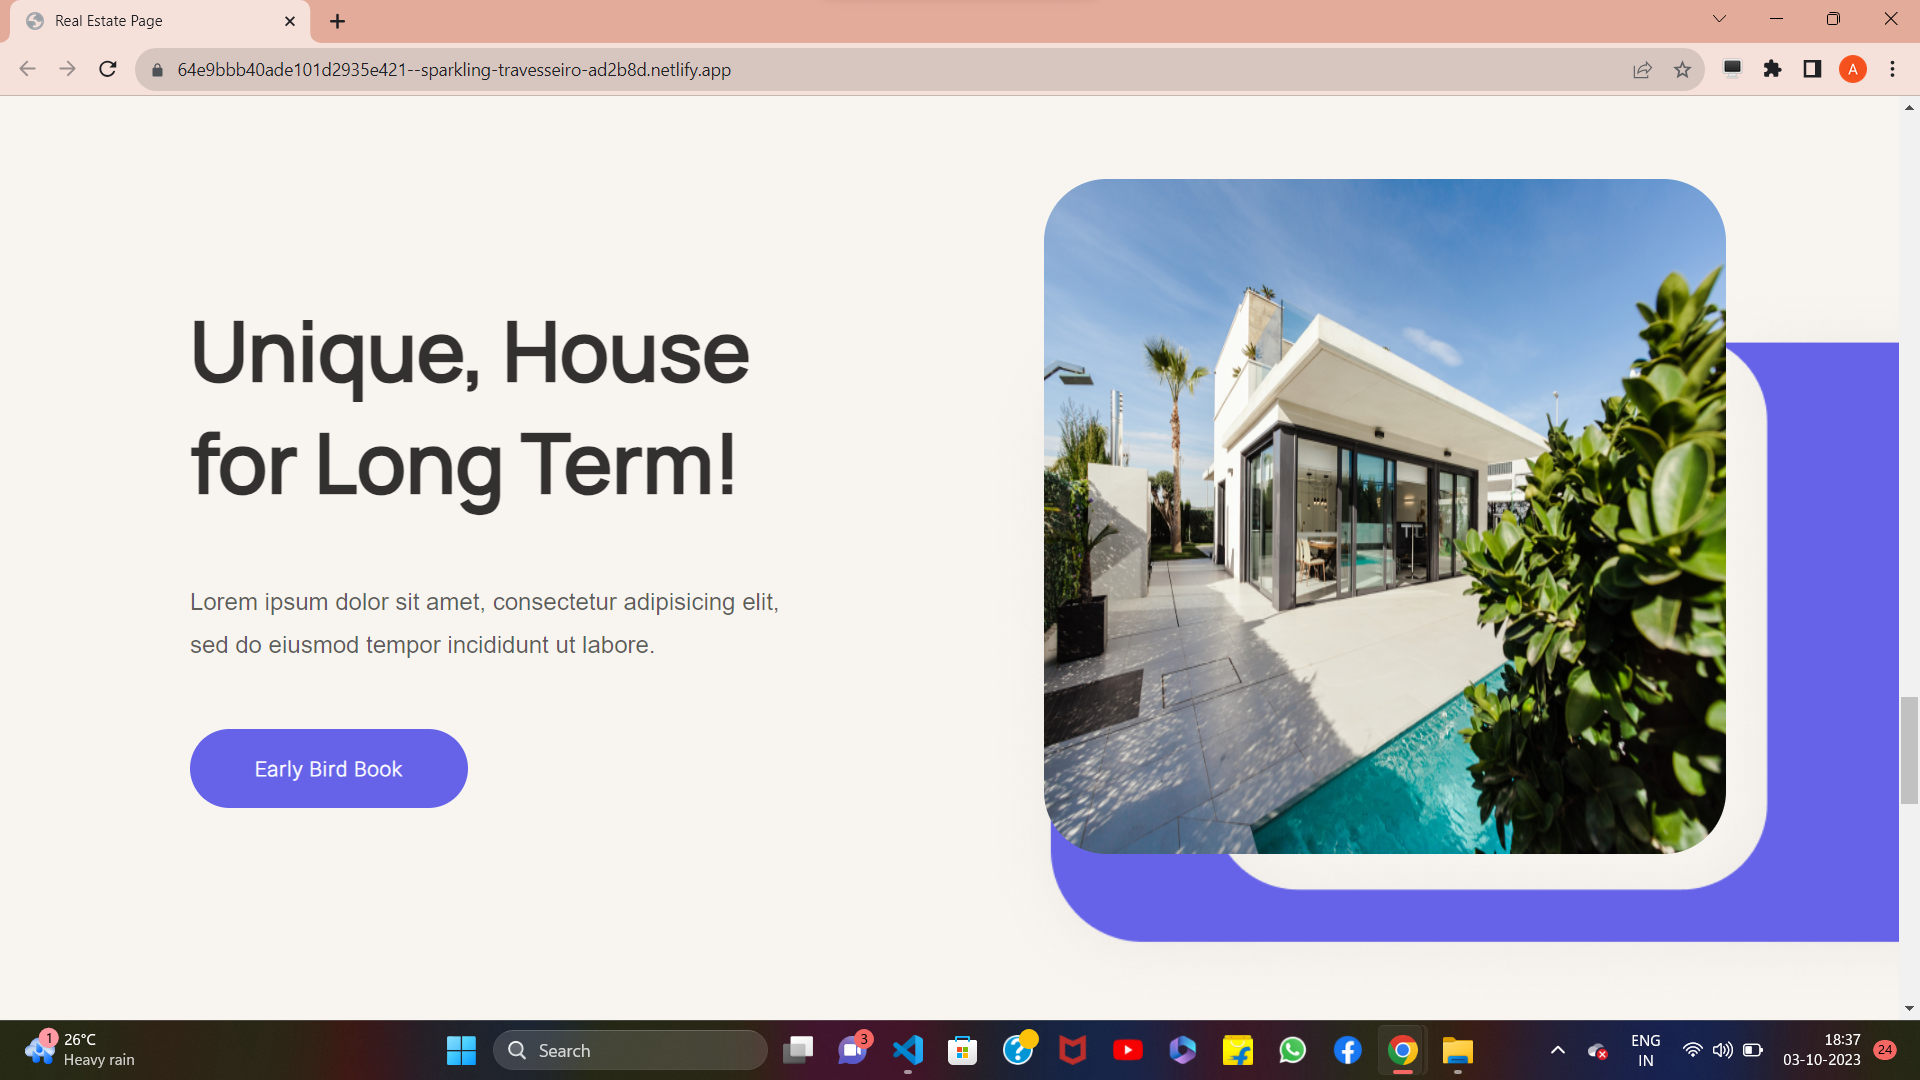 Real Estate Page
64e9bbb40ade101d2935e421--sparkling-travesseiro-ad2b8d.netlify.app
A
Unique, House
for Long Term!
Lorem ipsum dolor sit amet, consectetur adipisicing elit,
sed do eiusmod tempor incididunt ut labore.
Early Bird Book
1
26°C
Heavy rain
Search
3
ENG
IN
18:37
03-10-2023
24